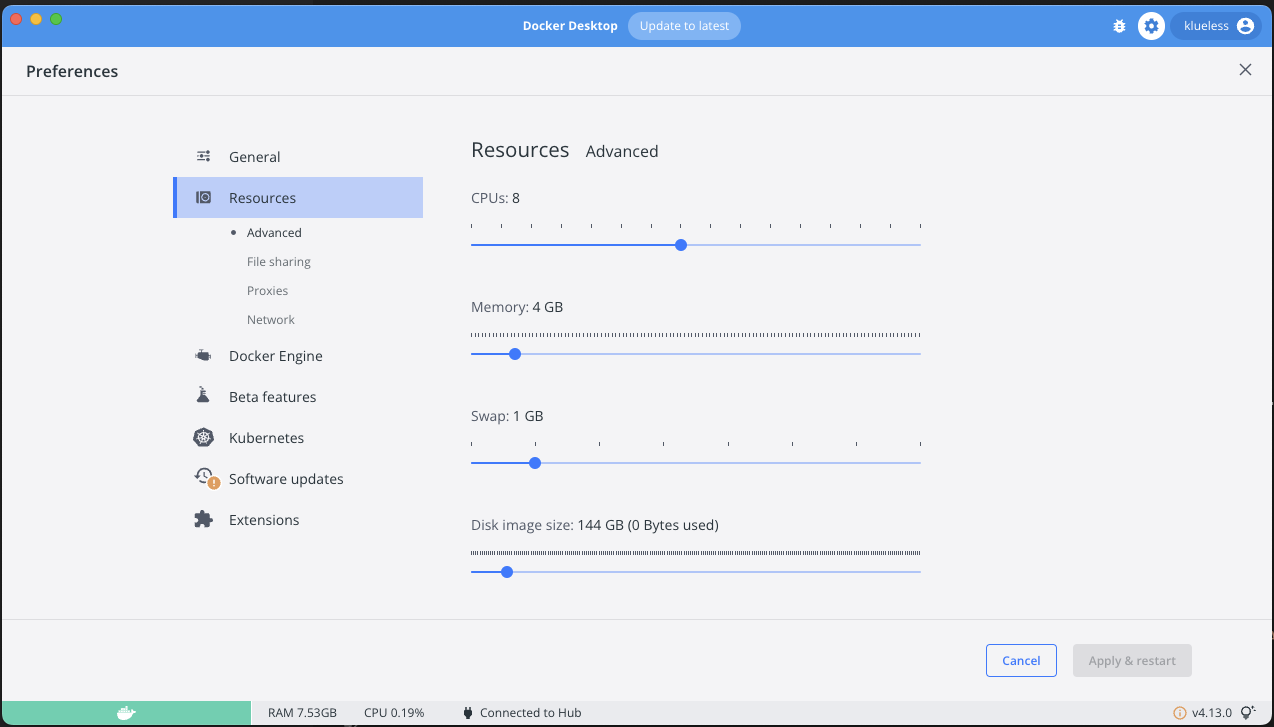 Docker Desktop Update to latest klueless
Preferences
General
Resources
Advanced
File sharing
Proxies
Network
Docker Engine
Beta features
Kubernetes
Software updates
Extensions
Resources Advanced
CPUs: 8
Memory: 4 GB
Swap: 1 GB
Disk image size: 144 GB (0 Bytes used)
Cancel Apply & restart
RAM 7.53GB CPU 0.19% Connected to Hub v4.13.0